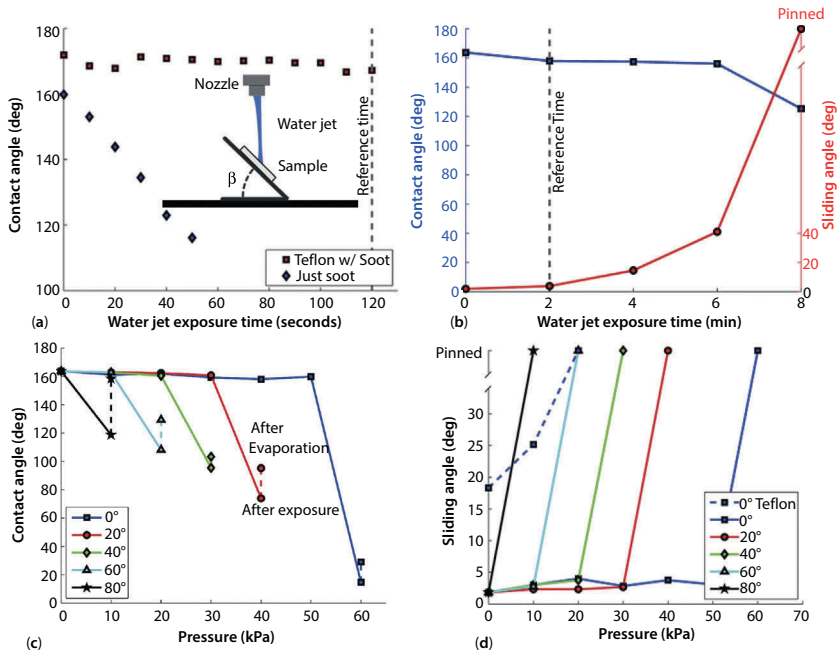 180
170
160
140
120
100
Contact angle (deg)
0
20
40
60
80
100
120
Nozzle
Water jet
Sample
β
Reference time
Teflon w/ Soot
Just soot
(a)
Water jet exposure time (seconds)
Pinned
180
160
140
120
100
80
60
40
20
0
Contact angle (deg)
Reference Time
40
20
0
Sliding angle (deg)
0
2
4
6
8
(b)
Water jet exposure time (min)
180
160
140
120
100
80
60
40
20
0
Contact angle (deg)
After
Evaporation
After exposure
0°
20°
40°
60°
80°
0
10
20
30
40
50
60
70
(c)
Pressure (kPa)
Pinned
30
25
20
15
10
5
0
Sliding angle (deg)
0° Teflon
0°
20°
40°
60°
80°
0
10
20
30
40
50
60
70
Pressure (kPa)
(d)